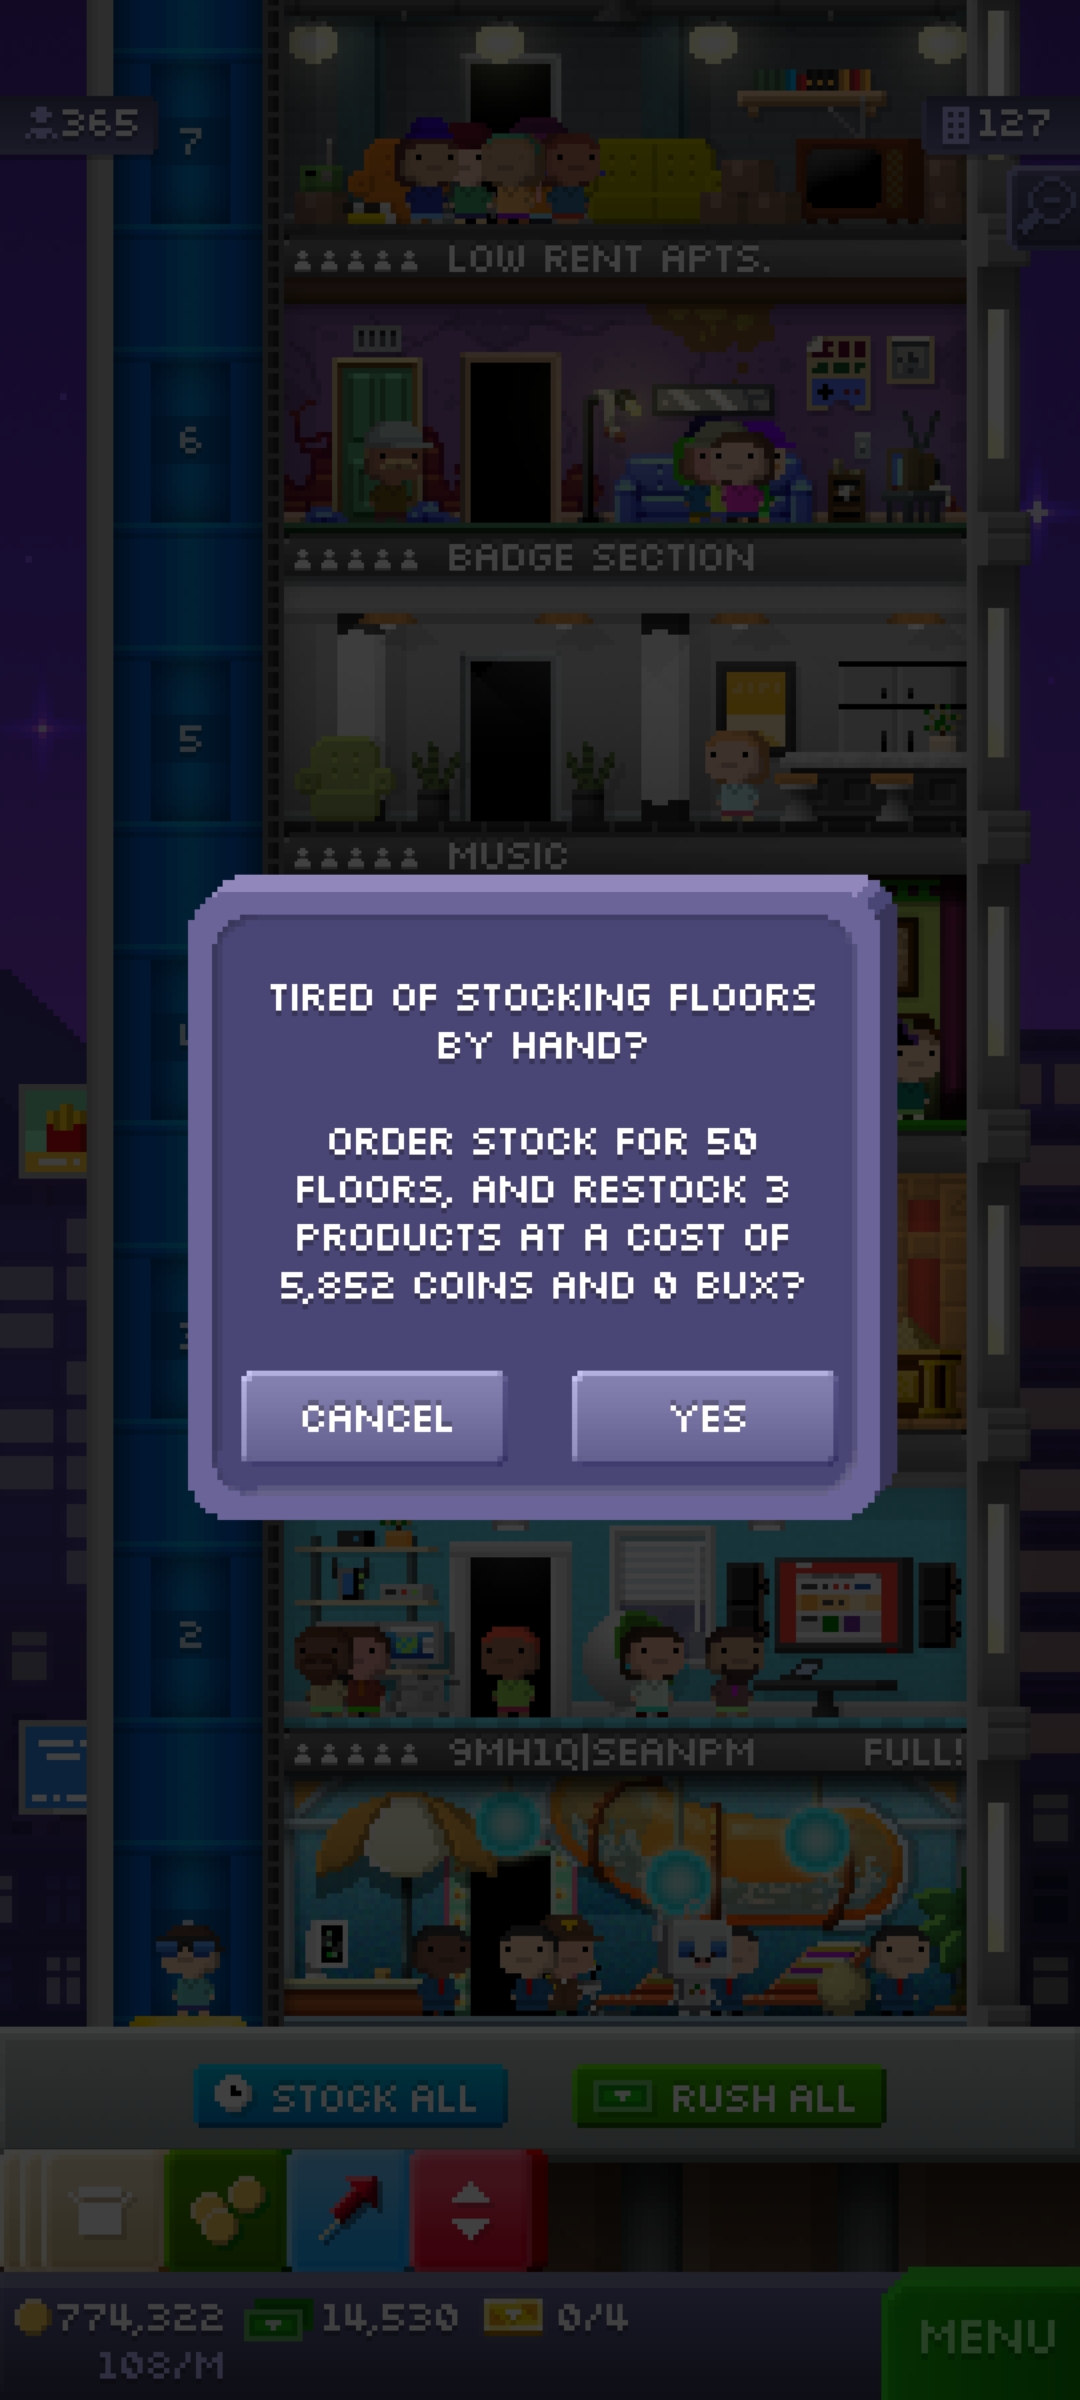 365
7
127
LOW RENT APTS.
6
BADGE SECTION
5
MUSIC
TIRED OF STOCKING FLOORS
BY HAND?
ORDER STOCK FOR 50
FLOORS, AND RESTOCK 3
PRODUCTS AT A COST OF
5,852 COINS AND 0 BUX?
CANCEL
YES
2
9MH1Q|SEANPM
FULL!
STOCK ALL
RUSH ALL
774,322
14,530
0/4
108/M
MENU